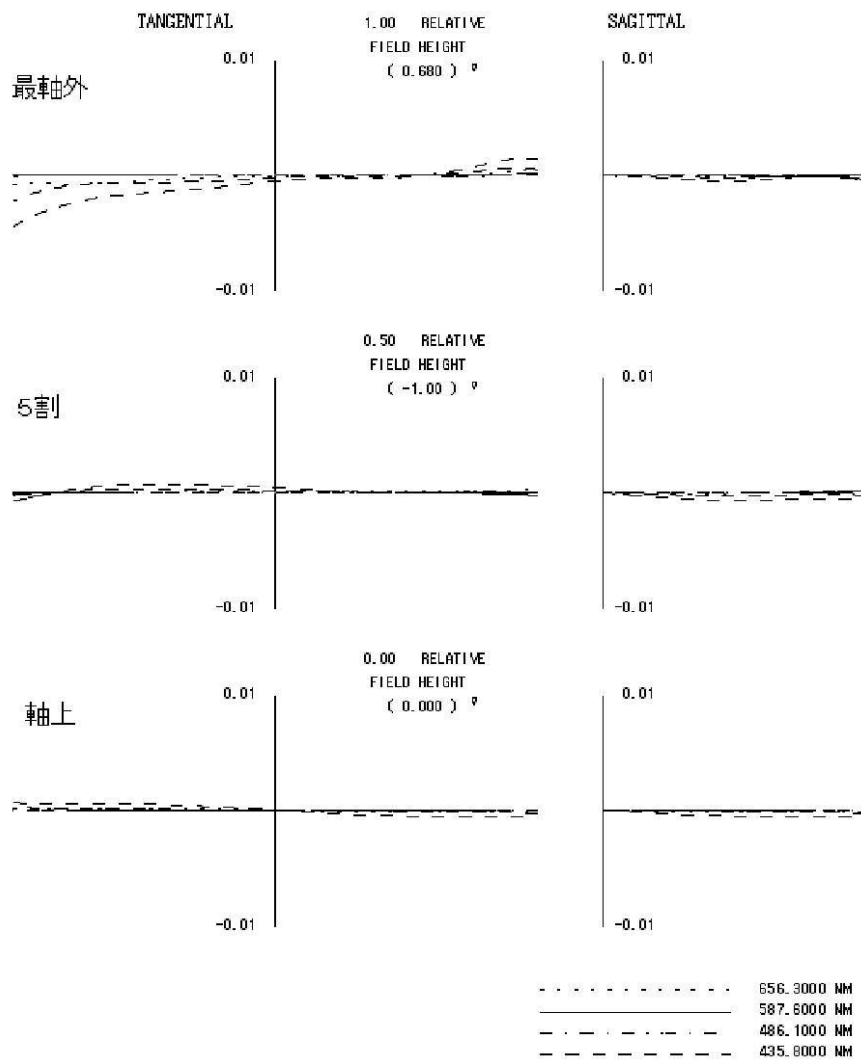 TANGENTIAL
1.00 RELATIVE
SAGITTAL
FIELD HEIGHT
( 0.680 ) º
0.01
0.01
最軸外
-0.01
-0.01
0.50 RELATIVE
FIELD HEIGHT
( -1.00 ) º
0.01
0.01
5割
-0.01
-0.01
0.00 RELATIVE
FIELD HEIGHT
( 0.000 ) º
0.01
0.01
軸上
-0.01
-0.01
656.3000 NM
587.6000 NM
486.1000 NM
435.8000 NM